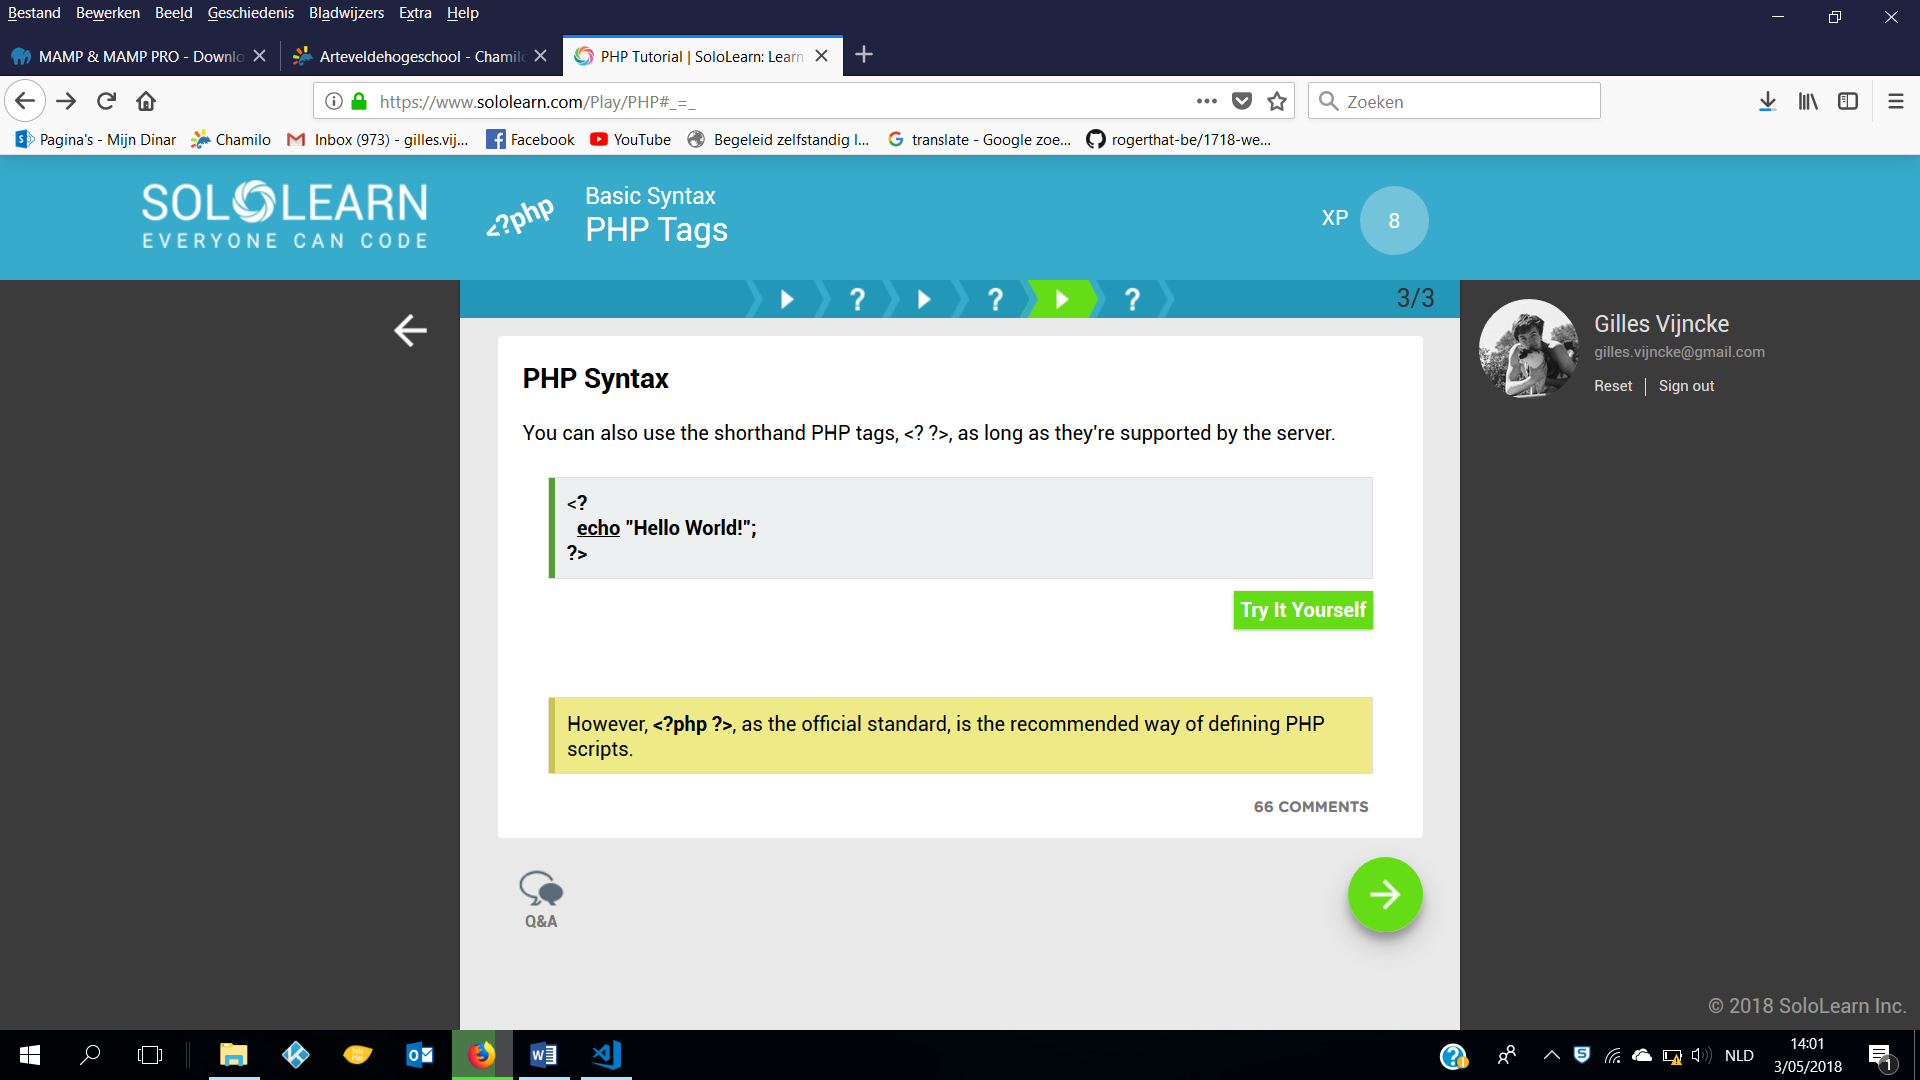 Bestand Bewerken Beeld Geschiedenis Bladwijzers Extra Help
MAMP & MAMP PRO - Downlo
Arteveldehogeschool - Chamilo
PHP Tutorial | SoloLearn: Learn
https://www.sololearn.com/Play/PHP#_=_
Zoeken
Pagina's - Mijn Dinar
Chamilo
Inbox (973) - gilles.vij...
Facebook
YouTube
Begeleid zelfstandig l...
translate - Google zoe...
rogerthat-be/1718-we...
SOLOLEARN
EVERYONE CAN CODE
<?php
Basic Syntax
PHP Tags
XP 8
? ? ?
3/3
Gilles Vijncke
gilles.vijncke@gmail.com
Reset | Sign out
PHP Syntax
You can also use the shorthand PHP tags, <? ?>, as long as they're supported by the server.
<?
echo "Hello World!";
?>
Try It Yourself
However, <?php ?>, as the official standard, is the recommended way of defining PHP
scripts.
66 COMMENTS
Q&A
© 2018 SoloLearn Inc.
NLD
14:01
3/05/2018
1